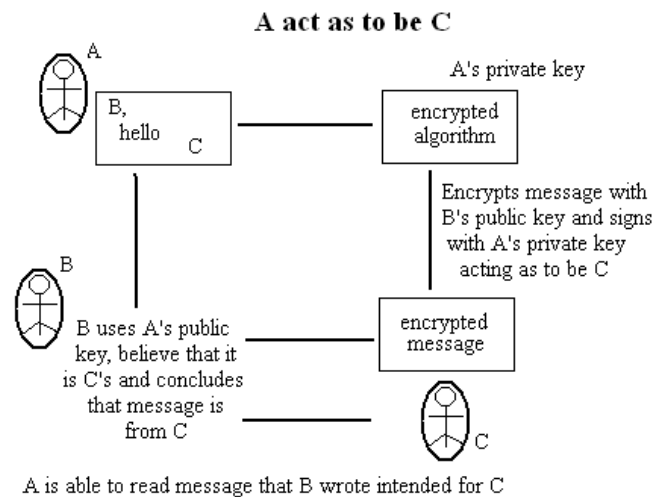 A act as to be C
A
A's private key
B,
hello
C
encrypted
algorithm
Encrypts message with
B's public key and signs
with A's private key
acting as to be C
B
B uses A's public
key, believe that it
is C's and concludes
that message is
from C
encrypted
message
C
A is able to read message that B wrote intended for C